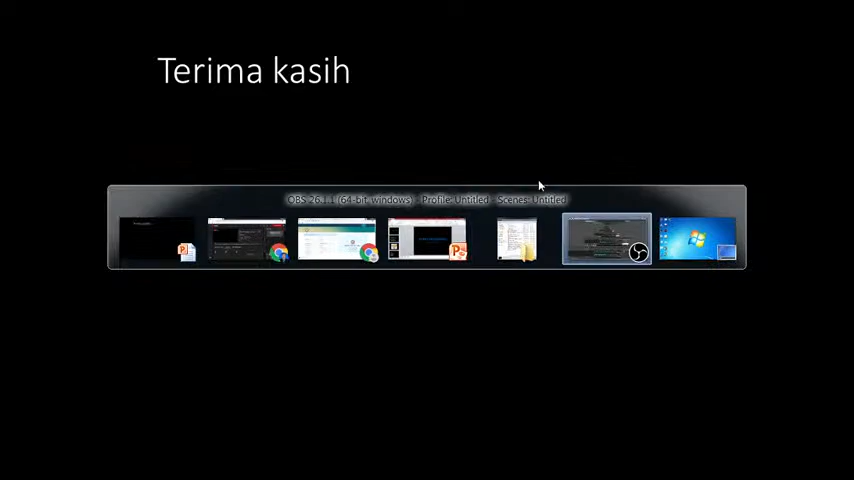 Terima kasih
OBS 26.1.1 (64-bit, windows) - Profile: Untitled - Scenes: Untitled